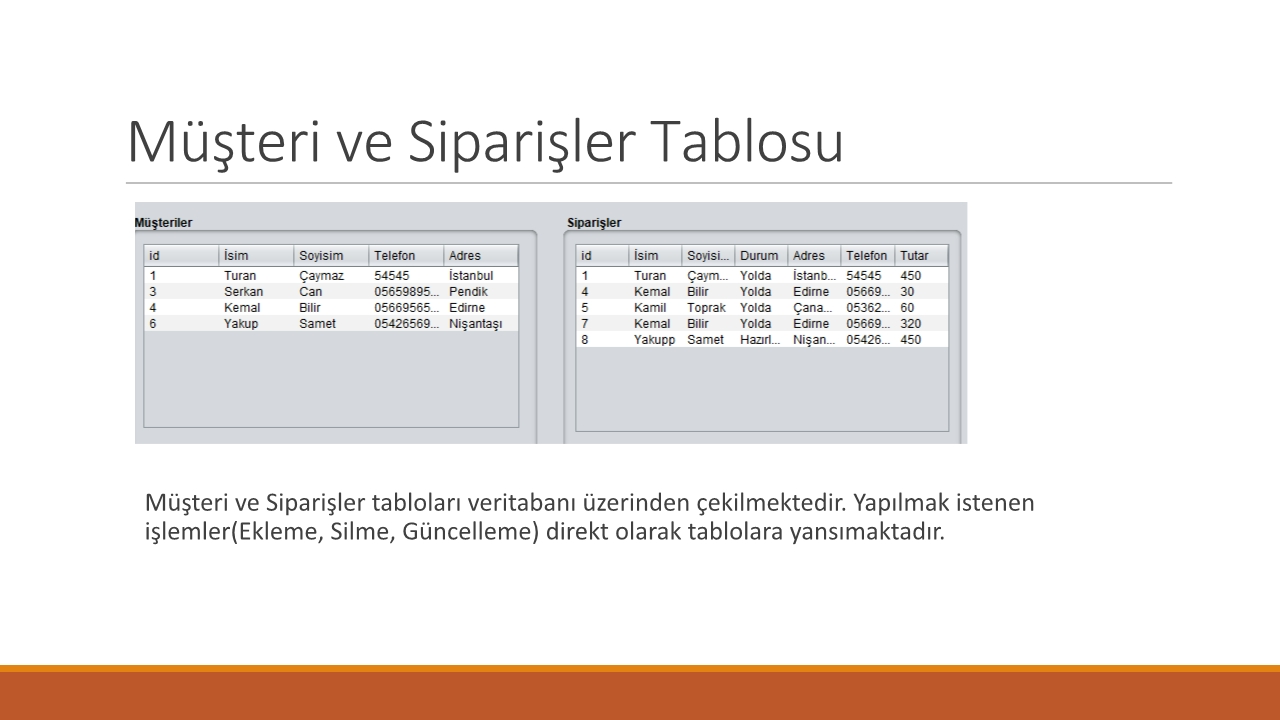 Müşteri ve Siparişler Tablosu
Müşteriler
id İsim Soyisim Telefon Adres
1 Turan Çaymaz 54545 İstanbul
3 Serkan Can 05659895... Pendik
4 Kemal Bilir 05669565... Edirne
6 Yakup Samet 05426569... Nişantaşı
Siparişler
id İsim Soyisi... Durum Adres Telefon Tutar
1 Turan Çaym... Yolda İstanb... 54545 450
4 Kemal Bilir Yolda Edirne 05669... 30
5 Kamil Toprak Yolda Çana... 05362... 60
7 Kemal Bilir Yolda Edirne 05669... 320
8 Yakupp Samet Hazırl... Nişan... 05426... 450
Müşteri ve Siparişler tabloları veritabanı üzerinden çekilmektedir. Yapılmak istenen
işlemler(Ekleme, Silme, Güncelleme) direkt olarak tablolara yansımaktadır.